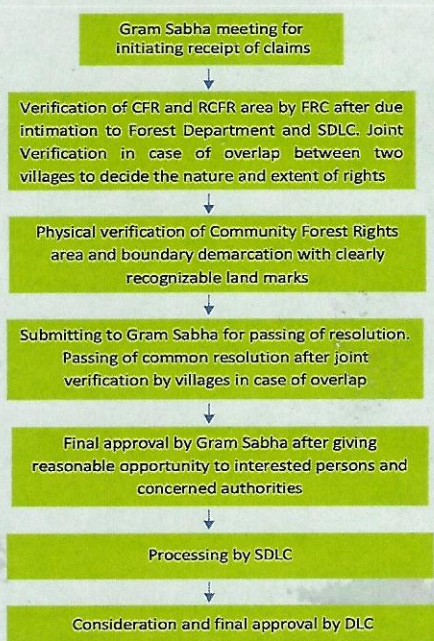 Gram Sabha meeting for
initiating receipt of claims
Verification of CFR and RCFR area by FRC after due
intimation to Forest Department and SDLC. Joint
Verification in case of overlap between two
villages to decide the nature and extent of rights
Physical verification of Community Forest Rights
area and boundary demarcation with clearly
recognizable land marks
Submitting to Gram Sabha for passing of resolution.
Passing of common resolution after joint
verification by villages in case of overlap
Final approval by Gram Sabha after giving
reasonable opportunity to interested persons and
concerned authorities
Processing by SDLC
Consideration and final approval by DLC